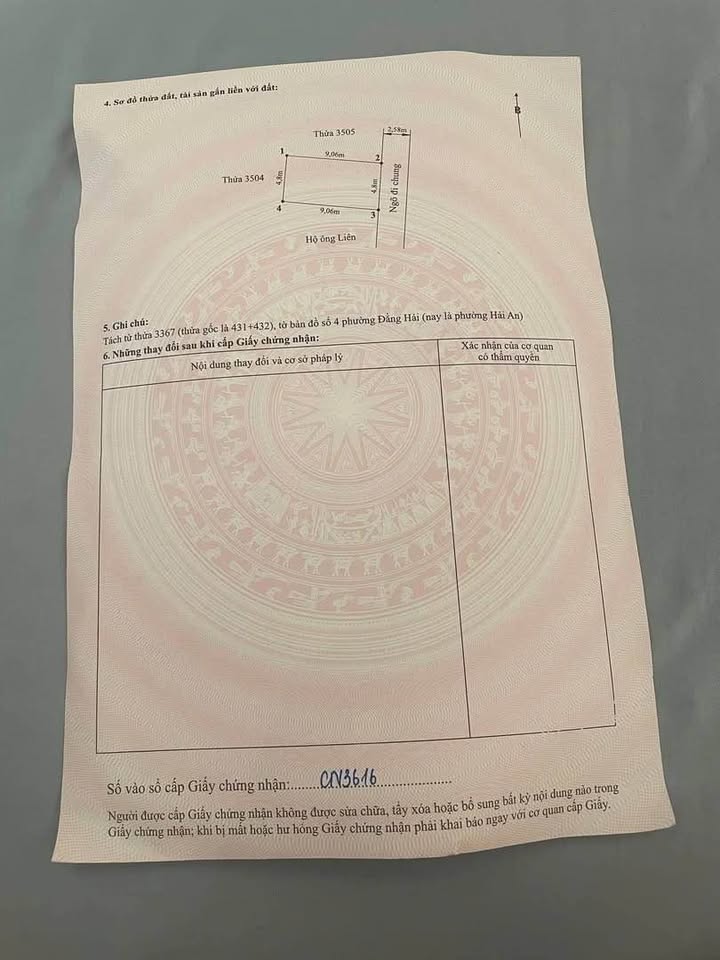 4. Sơ đồ thửa đất, tài sản gắn liền với đất:
B
Thửa 3505
2,58m
1
9,06m
2
Thửa 3504
4,8m
4,8m
Ngõ đi chung
4
9,06m
3
Hộ ông Liên
5. Ghi chú:
Tách từ thửa 3367 (thửa gốc là 431+432), tờ bản đồ số 4 phường Đằng Hải (nay là phường Hải An)
6. Những thay đổi sau khi cấp Giấy chứng nhận:
Nội dung thay đổi và cơ sở pháp lý
Xác nhận của cơ quan
có thẩm quyền
Số vào sổ cấp Giấy chứng nhận:.......CN3616....................
Người được cấp Giấy chứng nhận không được sửa chữa, tẩy xóa hoặc bổ sung bất kỳ nội dung nào trong
Giấy chứng nhận; khi bị mất hoặc hư hỏng Giấy chứng nhận phải khai báo ngay với cơ quan cấp Giấy.